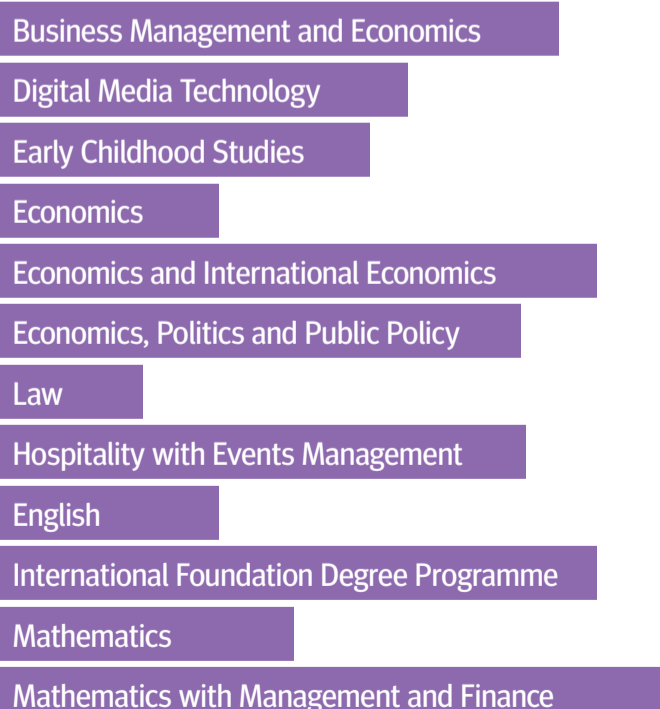 Business Management and Economics
Digital Media Technology
Early Childhood Studies
Economics
Economics and International Economics
Economics, Politics and Public Policy
Law
Hospitality with Events Management
English
International Foundation Degree Programme
Mathematics
Mathematics with Management and Finance